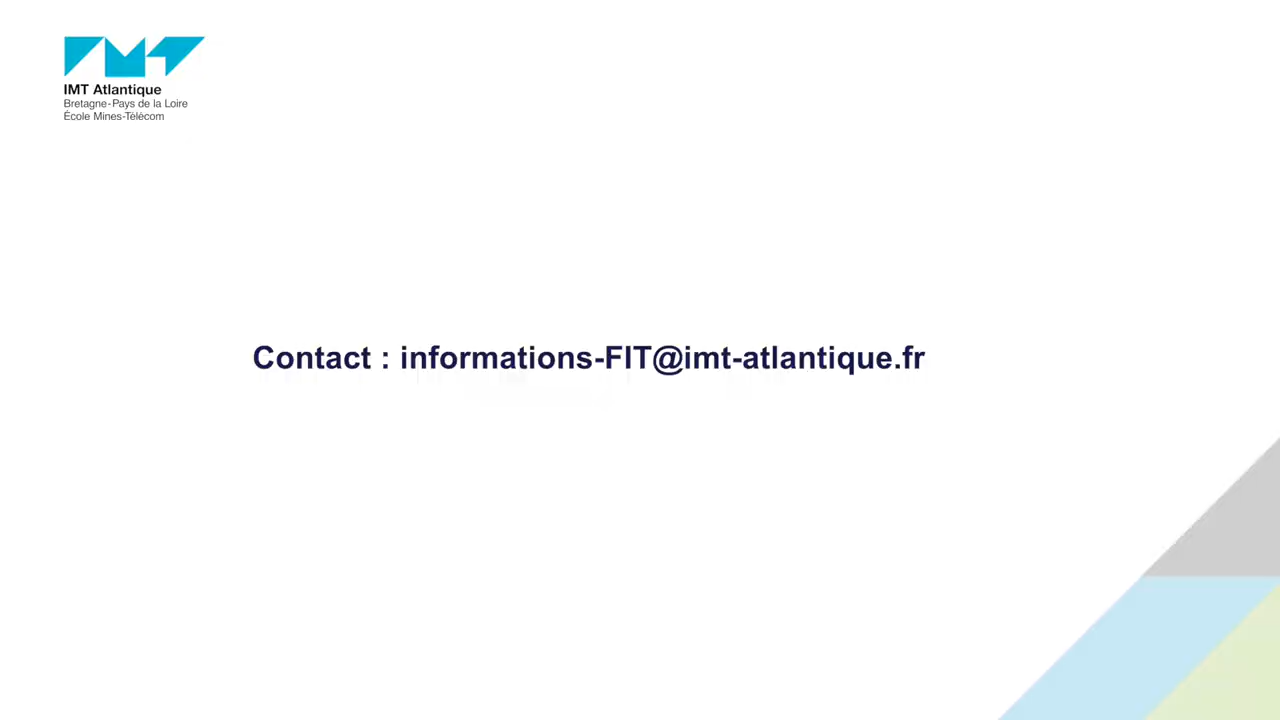 IMT Atlantique
Bretagne-Pays de la Loire
École Mines-Télécom
Contact : informations-FIT@imt-atlantique.fr